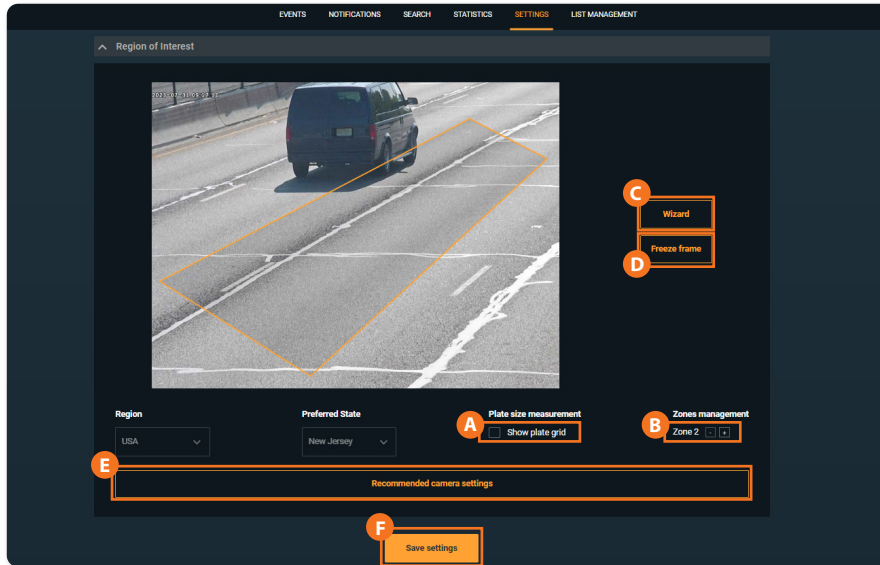 EVENTS NOTIFICATIONS SEARCH STATISTICS SETTINGS LIST MANAGEMENT
Region of Interest
C
Wizard
Freeze frame
D
Region Preferred State Plate size measurement Zones management
A B
USA New Jersey Show plate grid Zone 2 - +
E
Recommended camera settings
F
Save settings